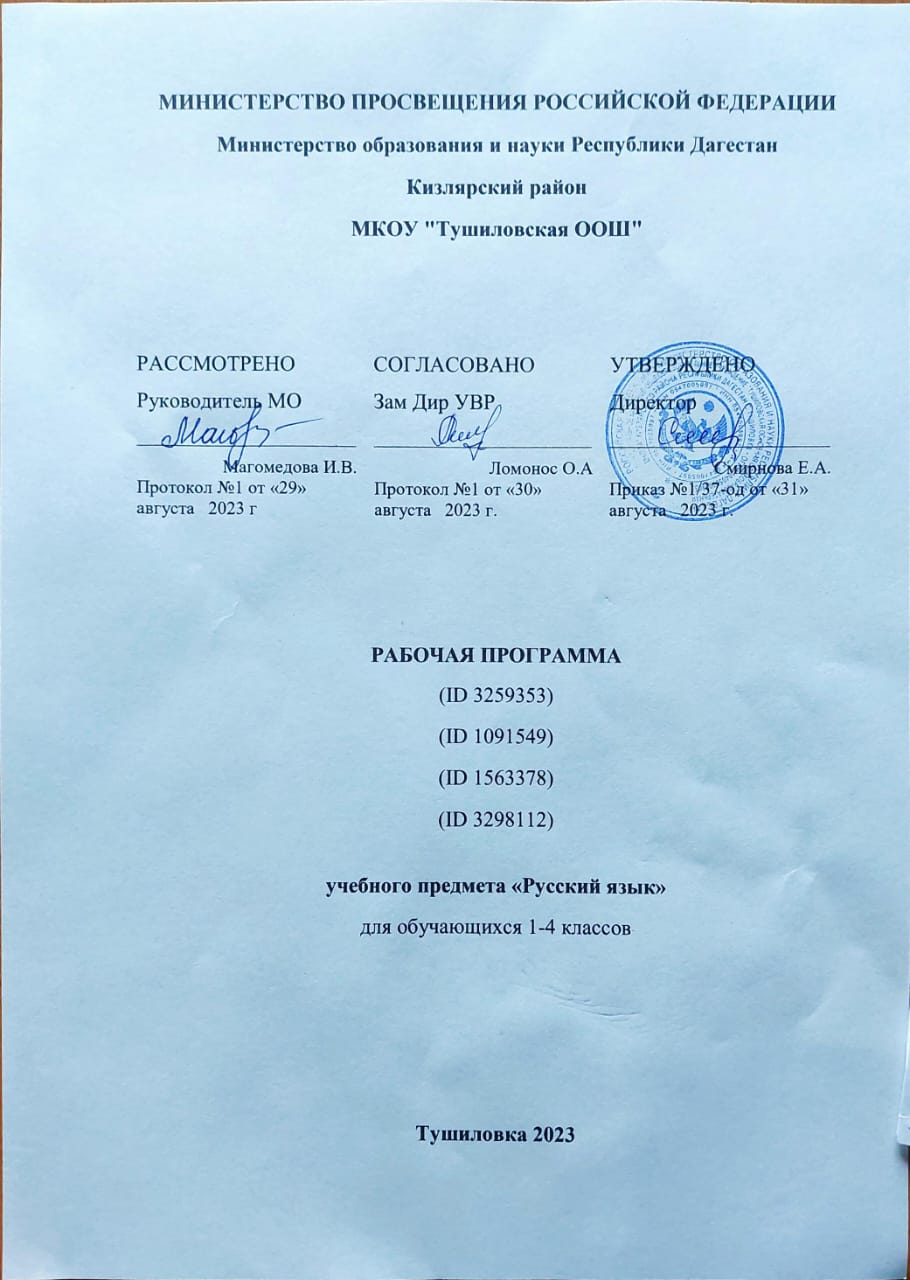 МИНИСТЕРСТВО ПРОСВЕЩЕНИЯ РОССИЙСКОЙ ФЕДЕРАЦИИ
Министерство образования и науки Республики Дагестан
Кизлярский район
МКОУ "Тушиловская ООШ"
РАССМОТРЕНО СОГЛАСОВАНО УТВЕРЖДЕНО
Руководитель МО Зам Дир УВР Директор
Магомедова И.В. Ломонос О.А Смирнова Е.А.
Протокол №1 от «29» Протокол №1 от «30» Приказ №1/37-од от «31»
августа 2023 г августа 2023 г. августа 2023 г.
РАБОЧАЯ ПРОГРАММА
(ID 3259353)
(ID 1091549)
(ID 1563378)
(ID 3298112)
учебного предмета «Русский язык»
для обучающихся 1-4 классов
Тушиловка 2023